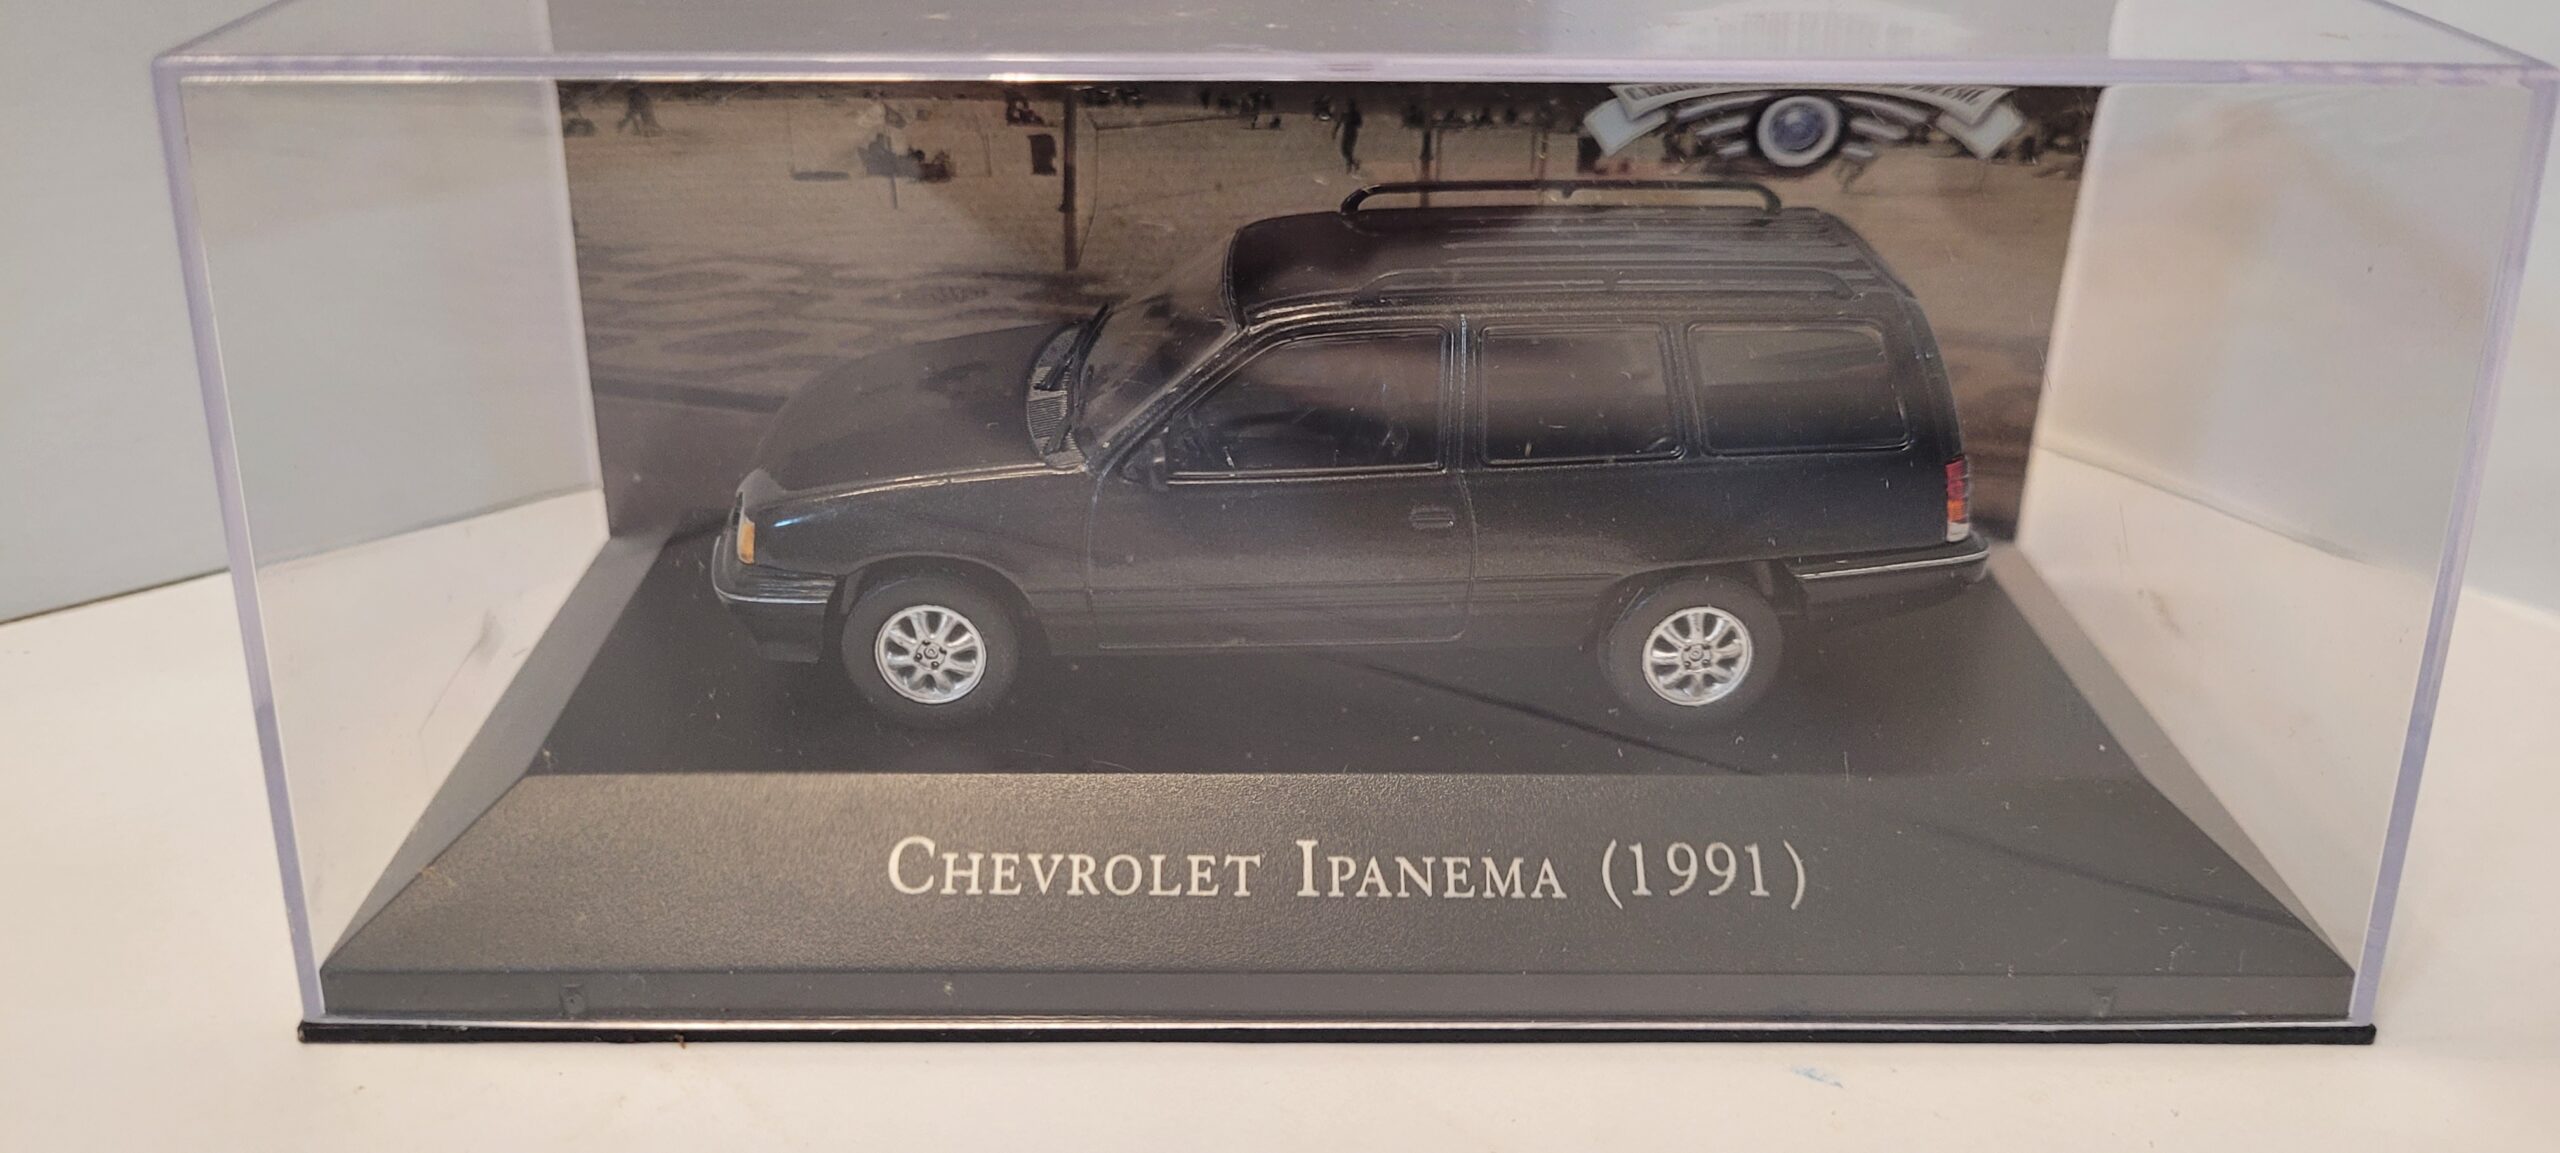 Chevrolet Ipanema (1991)